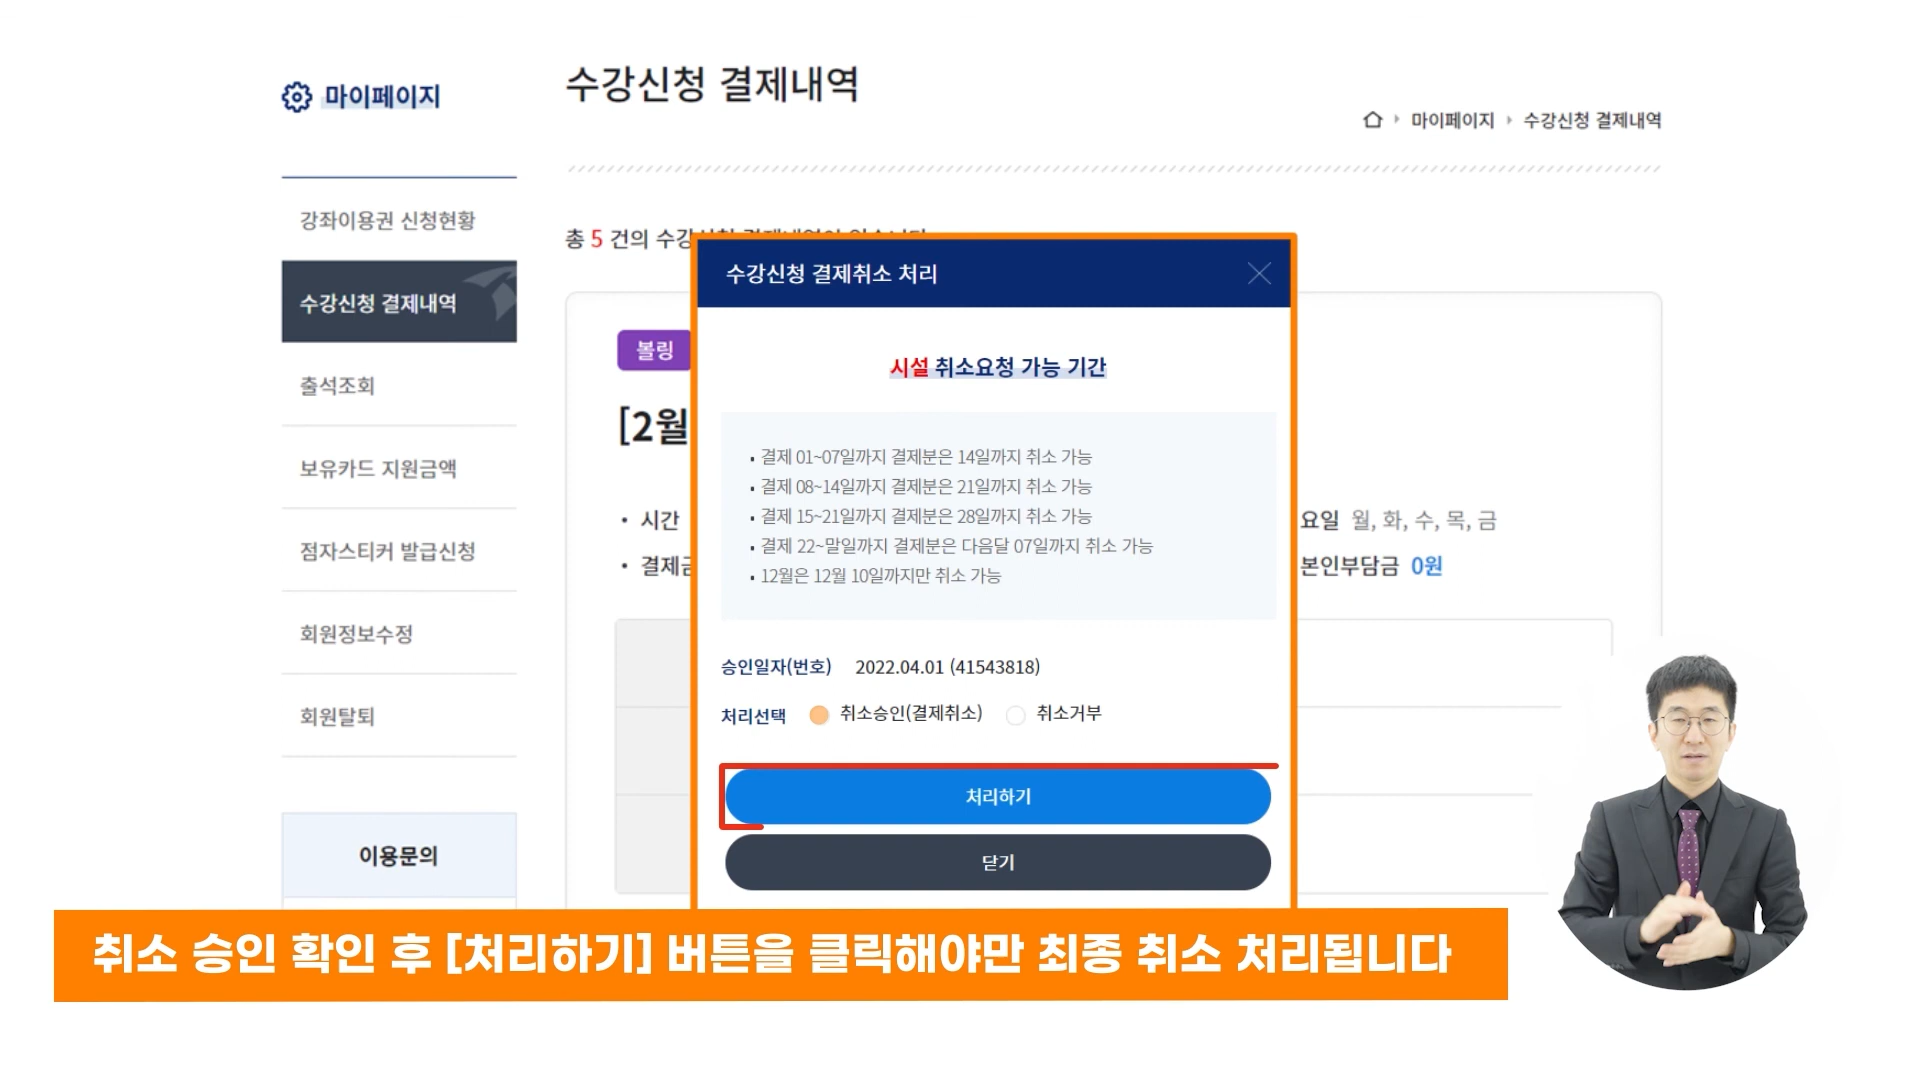 마이페이지
강좌이용권 신청현황
수강신청 결제내역
출석조회
보유카드 지원금액
점자스티커 발급신청
회원정보수정
회원탈퇴
이용문의
수강신청 결제내역
마이페이지
수강신청 결제내역
총 5 건의 수강신청 결제내역이 있습니다
볼링
[2월
• 시간
• 결제금
요일 월, 화, 수, 목, 금
본인부담금 0원
수강신청 결제취소 처리
시설 취소요청 가능 기간
▪ 결제 01~07일까지 결제분은 14일까지 취소 가능
▪ 결제 08~14일까지 결제분은 21일까지 취소 가능
▪ 결제 15~21일까지 결제분은 28일까지 취소 가능
▪ 결제 22~말일까지 결제분은 다음달 07일까지 취소 가능
▪ 12월은 12월 10일까지만 취소 가능
승인일자(번호) 2022.04.01 (41543818)
처리선택 취소승인(결제취소) 취소거부
처리하기
닫기
취소 승인 확인 후 [처리하기] 버튼을 클릭해야만 최종 취소 처리됩니다